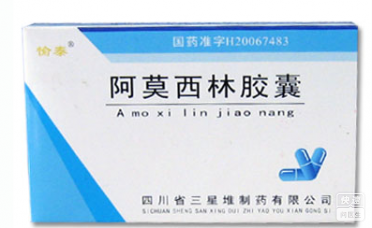 国药准字H20067483
愉泰®
阿莫西林胶囊
A mo xi lin jiao nang
四川省三星堆制药有限公司
SICHUAN SHENG SAN XING DUI ZHI YAO YOU XIAN GONG SI